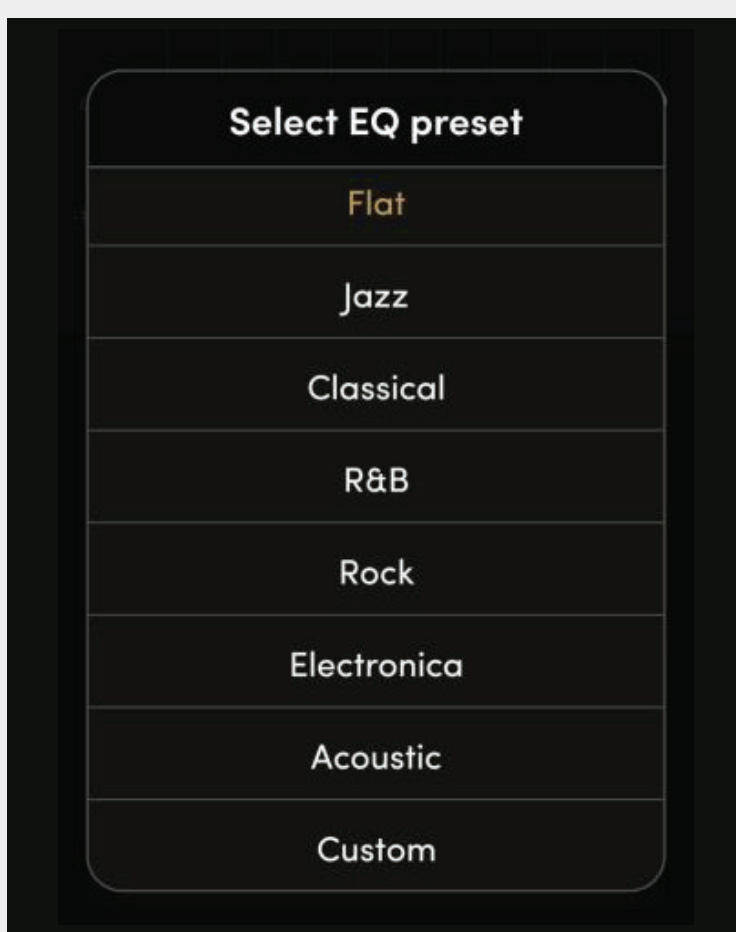 Select EQ preset
Flat
Jazz
Classical
R&B
Rock
Electronica
Acoustic
Custom